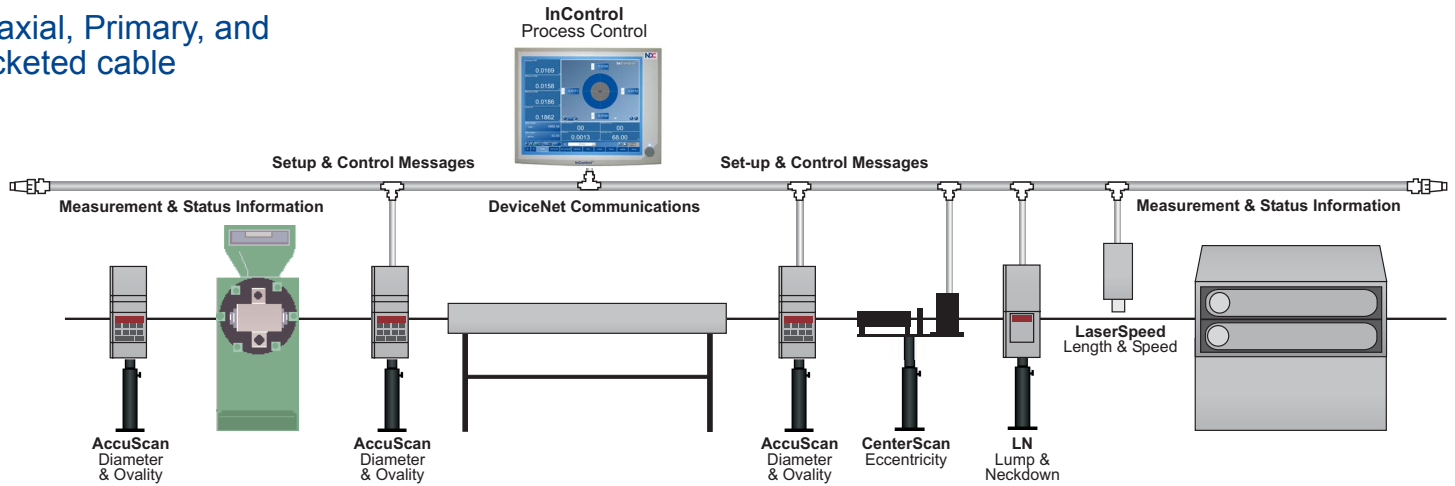 axial, Primary, and
cketed cable
InControl
Process Control
NDC
0.0169
0.0158
0.0186
0.1862
00
00
0.0013
68.00
InControl
Setup & Control Messages
Set-up & Control Messages
Measurement & Status Information
DeviceNet Communications
Measurement & Status Information
LaserSpeed
Length & Speed
AccuScan
Diameter
& Ovality
AccuScan
Diameter
& Ovality
AccuScan
Diameter
& Ovality
CenterScan
Eccentricity
LN
Lump &
Neckdown